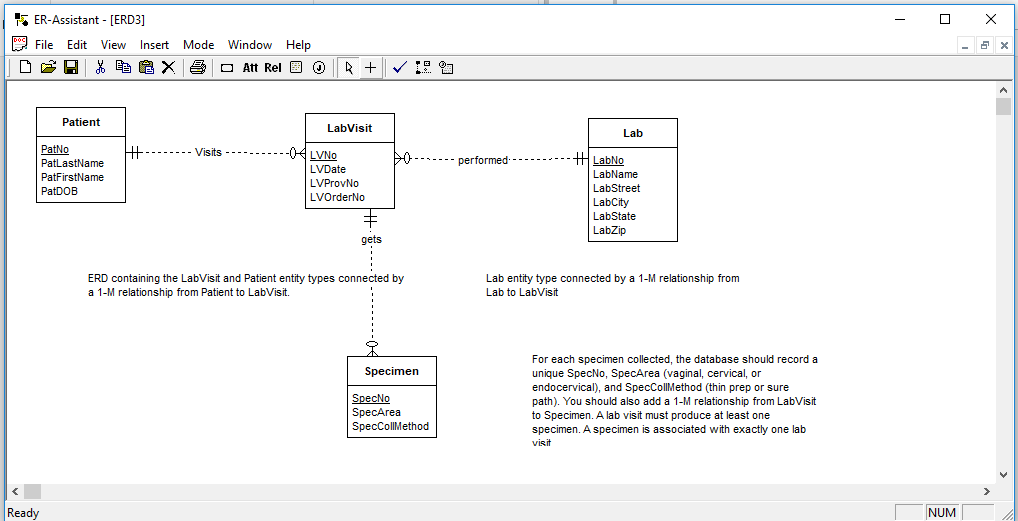 ER-Assistant - [ERD3]
DOC
File Edit View Insert Mode Window Help
Att Rel
Patient
PatNo
PatLastName
PatFirstName
PatDOB
Visits
LabVisit
LVNo
LVDate
LVProvNo
LVOrderNo
performed
Lab
LabNo
LabName
LabStreet
LabCity
LabState
LabZip
gets
ERD containing the LabVisit and Patient entity types connected by
a 1-M relationship from Patient to LabVisit.
Lab entity type connected by a 1-M relationship from
Lab to LabVisit
Specimen
SpecNo
SpecArea
SpecCollMethod
For each specimen collected, the database should record a
unique SpecNo, SpecArea (vaginal, cervical, or
endocervical), and SpecCollMethod (thin prep or sure
path). You should also add a 1-M relationship from LabVisit
to Specimen. A lab visit must produce at least one
specimen. A specimen is associated with exactly one lab
visit
Ready
NUM